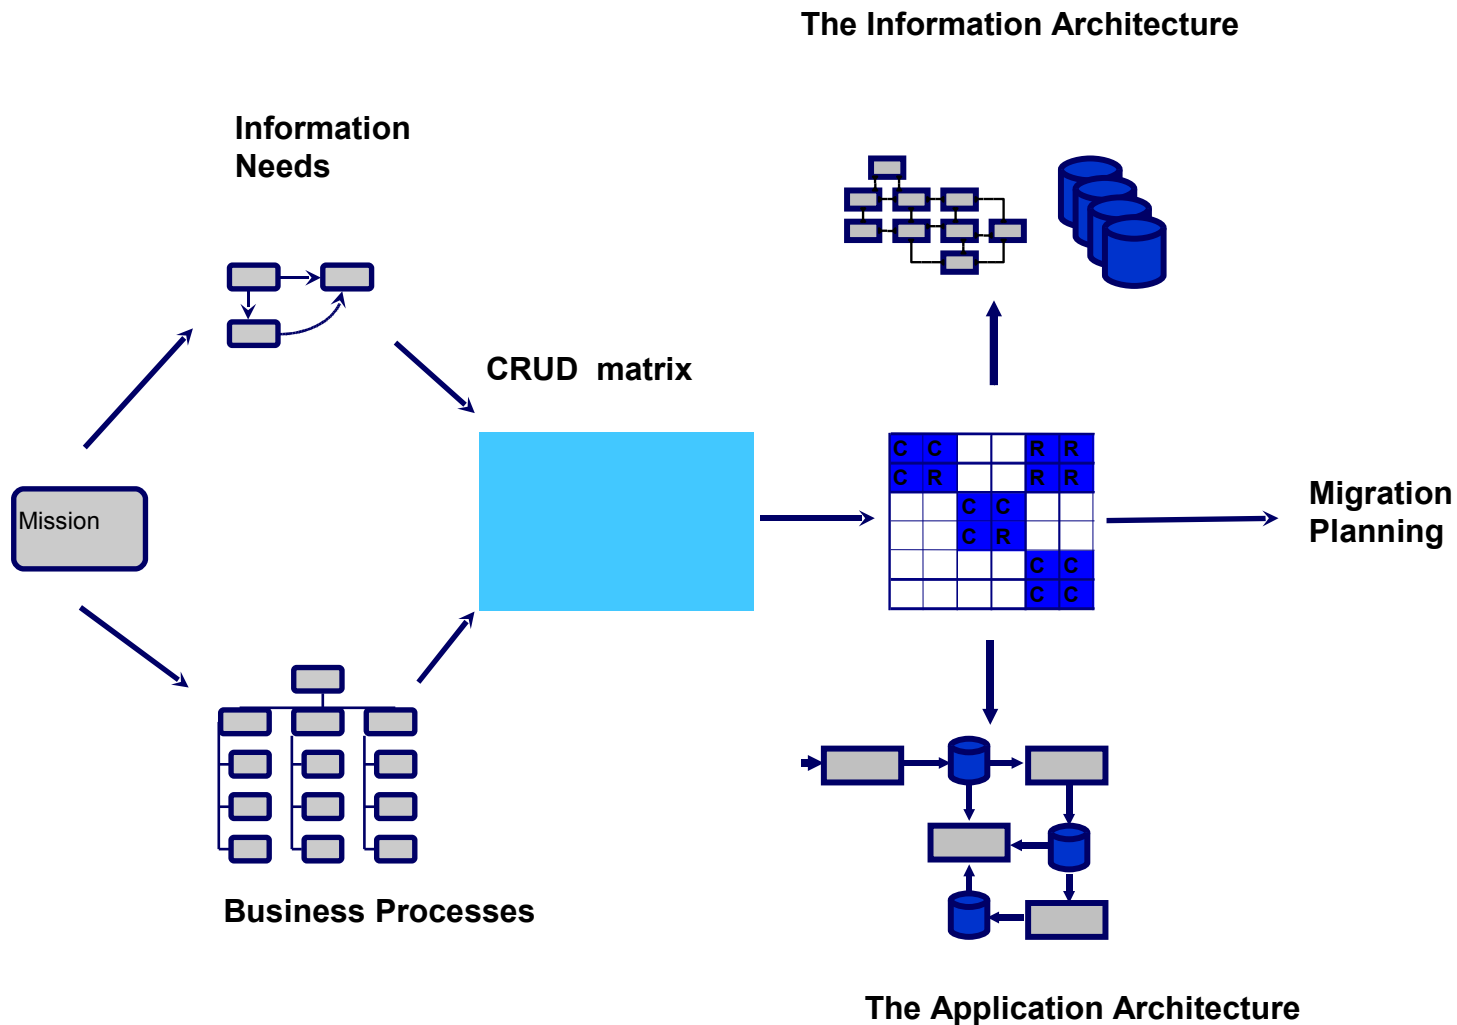 The Information Architecture
Information
Needs
CRUD matrix
C C R R
C R R R
Mission
Migration
Planning
C C
C R
C C
C C
Business Processes
The Application Architecture